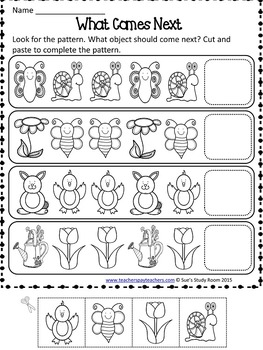 Name
What Comes Next
Look for the pattern. What object should come next? Cut and
paste to complete the pattern.
www.teacherspayteachers.com © Sue's Study Room 2015